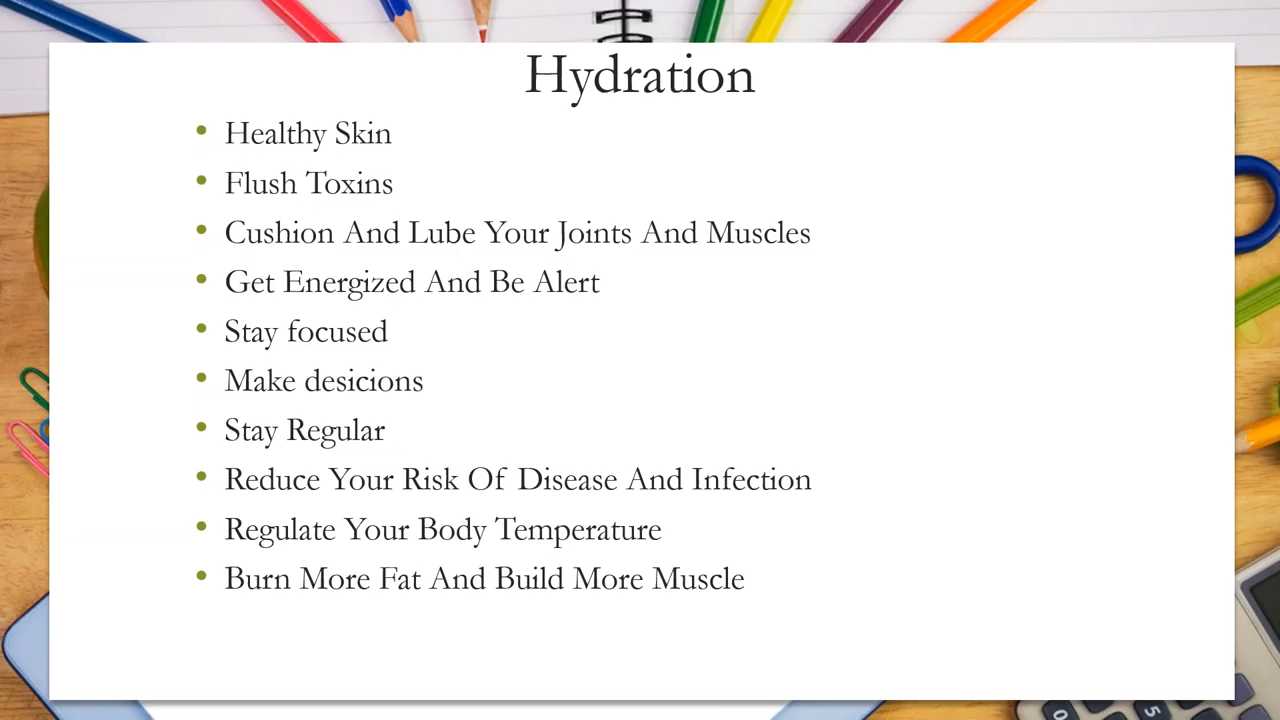 Hydration
• Healthy Skin
• Flush Toxins
• Cushion And Lube Your Joints And Muscles
• Get Energized And Be Alert
• Stay focused
• Make desicions
• Stay Regular
• Reduce Your Risk Of Disease And Infection
• Regulate Your Body Temperature
• Burn More Fat And Build More Muscle
0
5